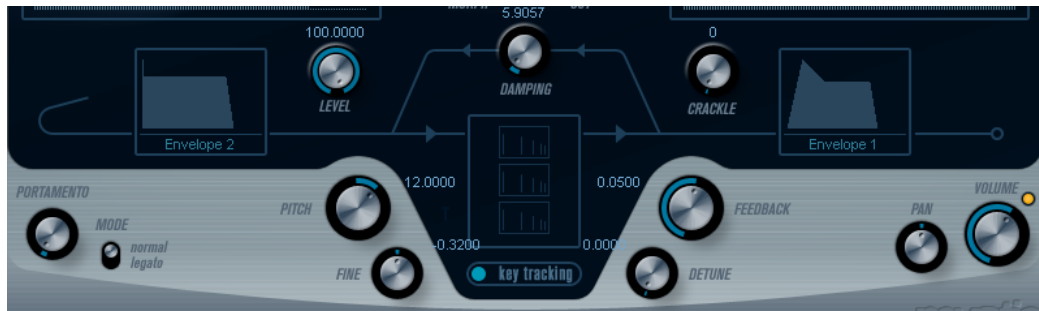 5.9057
100.0000
0
LEVEL
DAMPING
CRACKLE
Envelope 2
Envelope 1
PORTAMENTO
12.0000
0.0500
VOLUME
PITCH
FEEDBACK
PAN
MODE
normal
legato
-0.3200
0.0000
FINE
key tracking
DETUNE